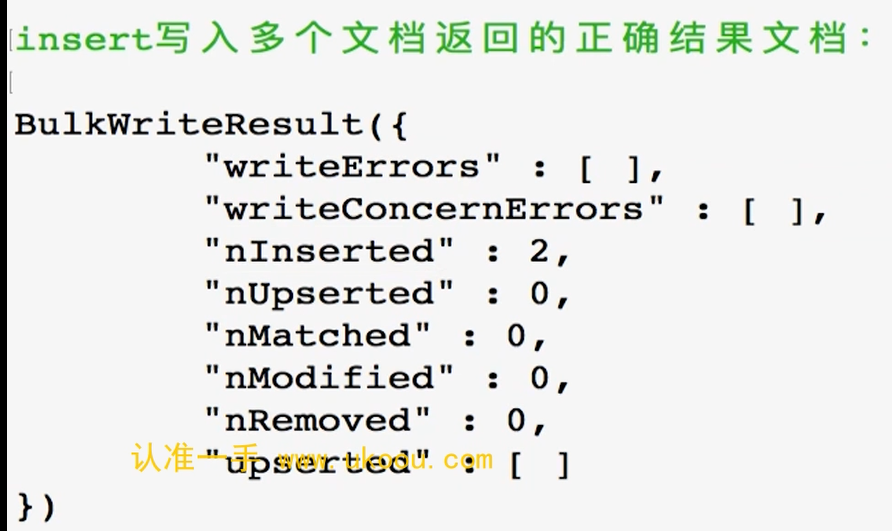 insert写入多个文档返回的正确结果文档：
BulkWriteResult({
"writeErrors" : [ ],
"writeConcernErrors" : [ ],
"nInserted" : 2,
"nUpserted" : 0,
"nMatched" : 0,
"nModified" : 0,
"nRemoved" : 0,
"upserted" : [ ]
认准一手 www.ukoou.com
})